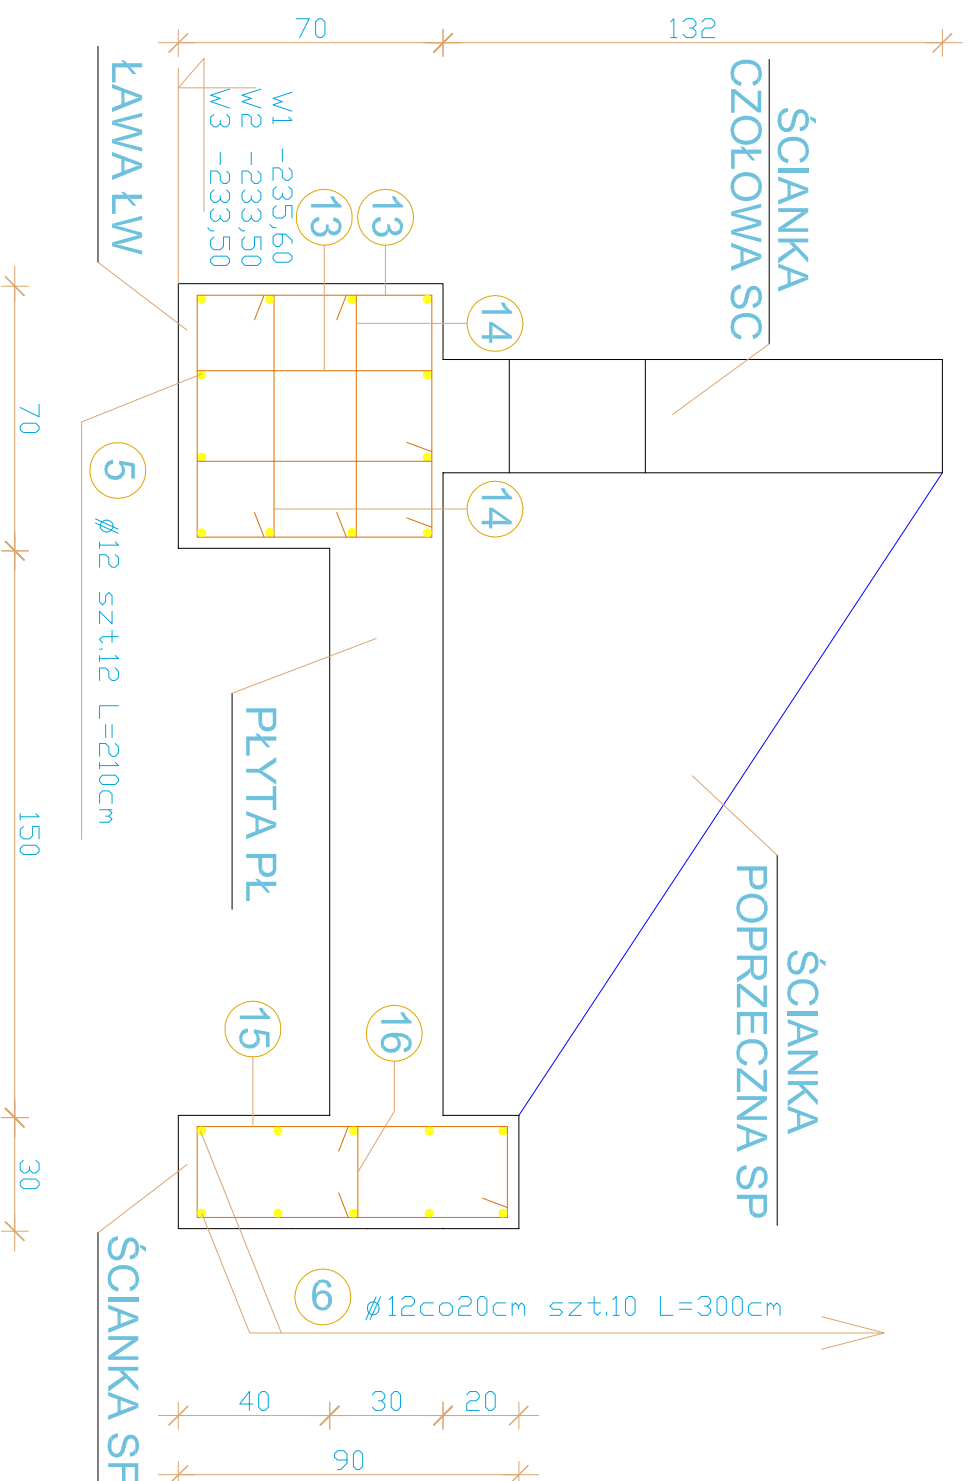 70
132
ŁAWA ŁW
W1 -235,60
W2 -233,50
W3 -233,50
ŚCIANKA
CZOŁOWA SC
13
13
14
14
5
ø12 szt.12 L=210cm
70
150
30
PŁYTA PŁ
ŚCIANKA
POPRZECZNA SP
15
16
6
ø12co20cm szt.10 L=300cm
ŚCIANKA SF
40
30
20
90